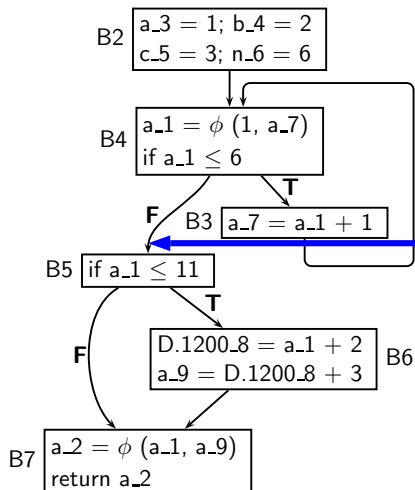 B2
a_3 = 1; b_4 = 2
c_5 = 3; n_6 = 6
B4
a_1 = ϕ (1, a_7)
if a_1 ≤ 6
F
T
B3
a_7 = a_1 + 1
B5
if a_1 ≤ 11
F
T
D.1200_8 = a_1 + 2
a_9 = D.1200_8 + 3
B6
B7
a_2 = ϕ (a_1, a_9)
return a_2